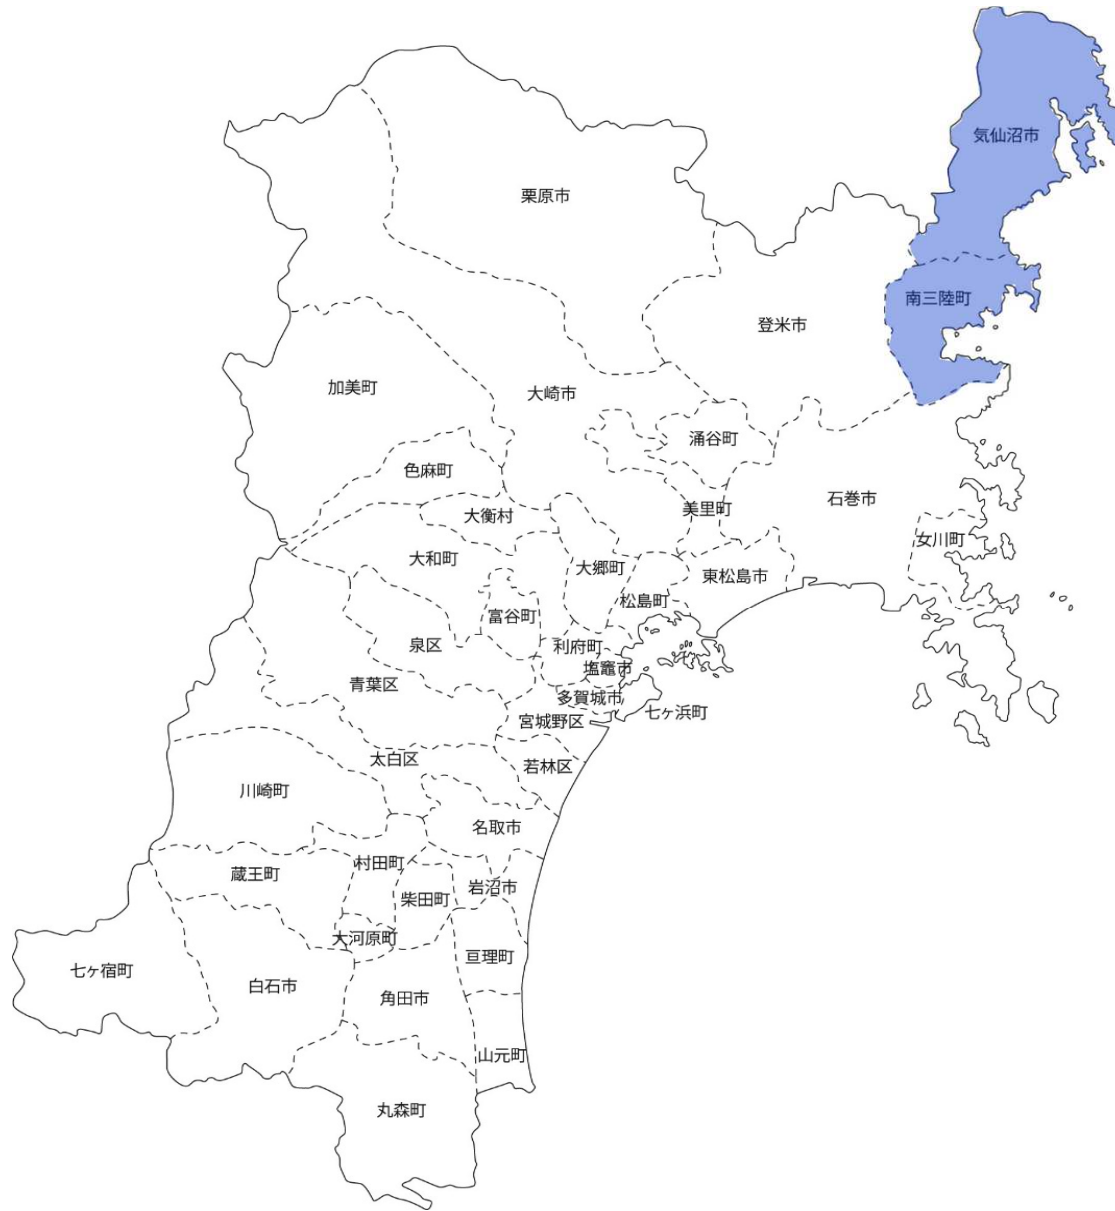 気仙沼市
栗原市
南三陸町
登米市
加美町
大崎市
涌谷町
色麻町
石巻市
美里町
大衡村
女川町
大和町
大郷町
東松島市
松島町
富谷町
泉区
利府町
塩竈市
青葉区
多賀城市
七ヶ浜町
宮城野区
太白区
若林区
川崎町
名取市
村田町
蔵王町
岩沼市
柴田町
大河原町
亘理町
七ヶ宿町
白石市
角田市
山元町
丸森町